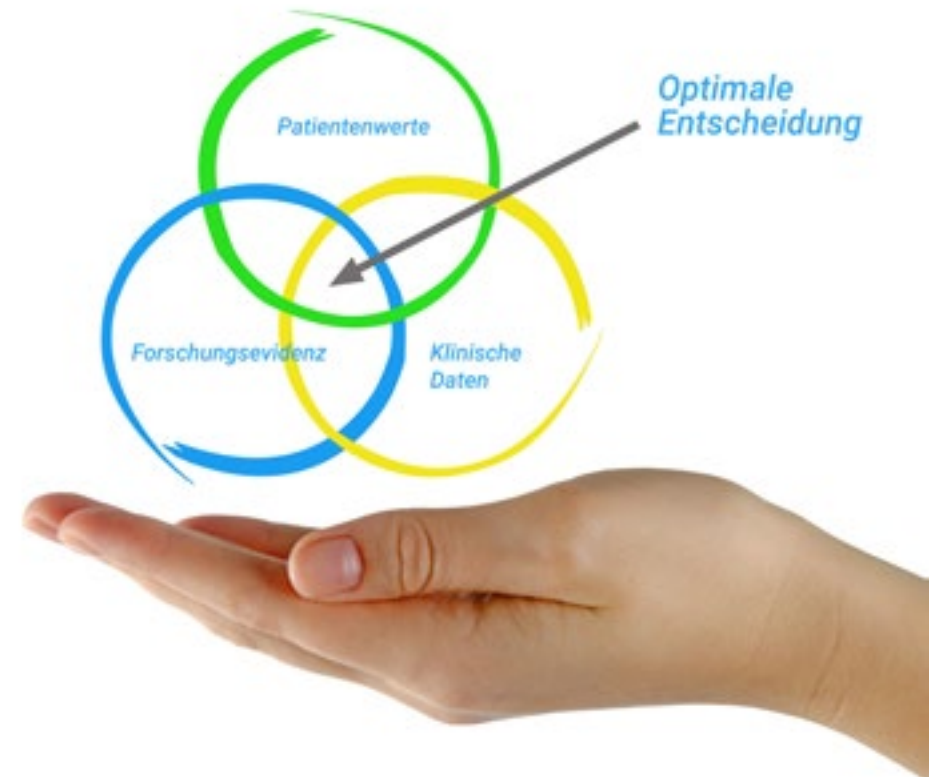 Patientenwerte
Optimale
Entscheidung
Forschungsevidenz
Klinische
Daten